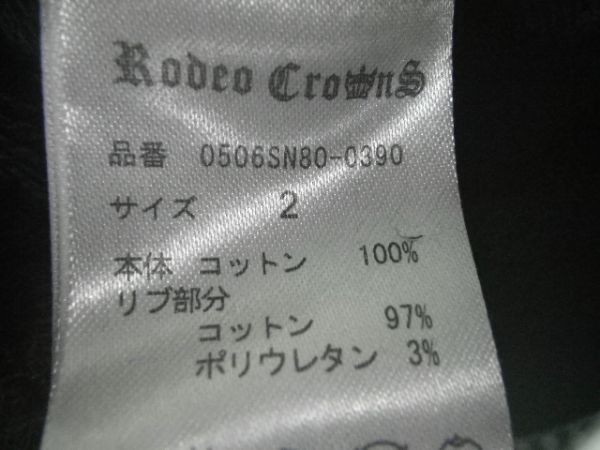 Rodeo Crowns
品番 0506SN80-0390
サイズ 2
本体 コットン 100%
リブ部分
コットン 97%
ポリウレタン 3%